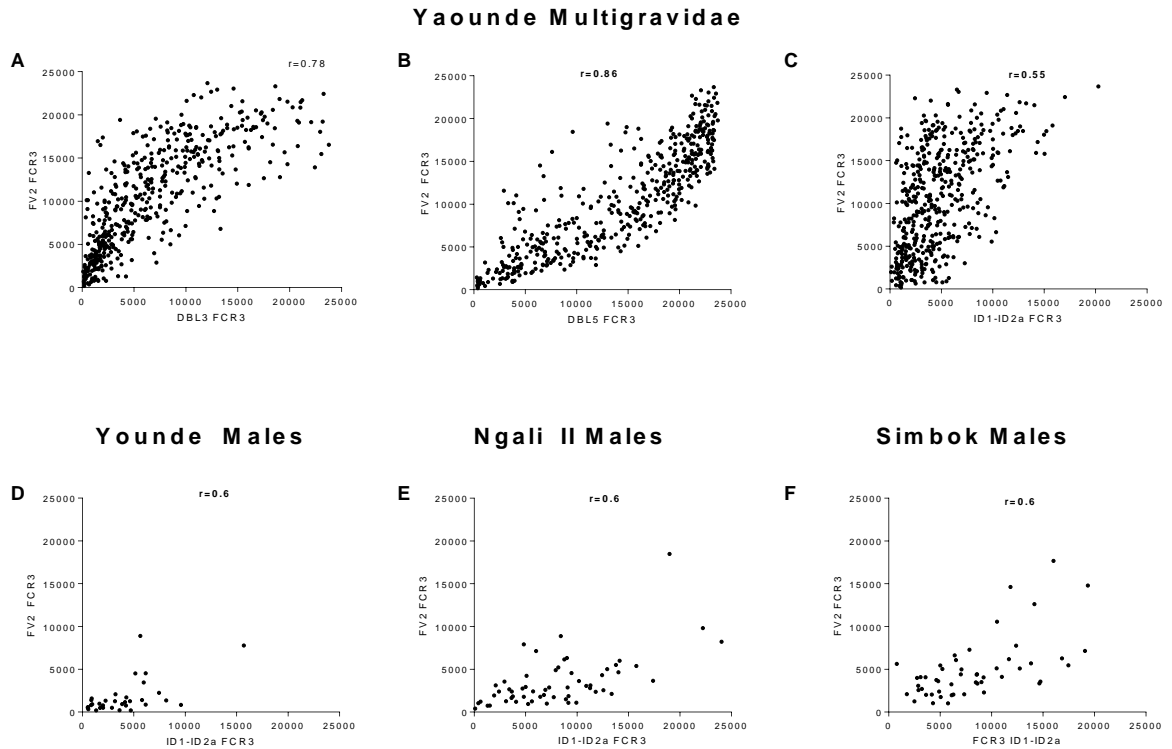 Yaounde Multigravidae
A
r=0.78
25000
20000
15000
10000
5000
0
FV2 FCR3
0 5000 10000 15000 20000 25000
DBL3 FCR3
B
r=0.86
25000
20000
15000
10000
5000
0
FV2 FCR3
0 5000 10000 15000 20000 25000
DBL5 FCR3
C
r=0.55
25000
20000
15000
10000
5000
0
FV2 FCR3
0 5000 10000 15000 20000 25000
ID1-ID2a FCR3
Younde Males
D
r=0.6
25000
20000
15000
10000
5000
0
FV2 FCR3
0 5000 10000 15000 20000 25000
ID1-ID2a FCR3
Ngali II Males
E
r=0.6
25000
20000
15000
10000
5000
0
FV2 FCR3
0 5000 10000 15000 20000 25000
ID1-ID2a FCR3
Simbok Males
F
r=0.6
25000
20000
15000
10000
5000
0
FV2 FCR3
0 5000 10000 15000 20000 25000
FCR3 ID1-ID2a